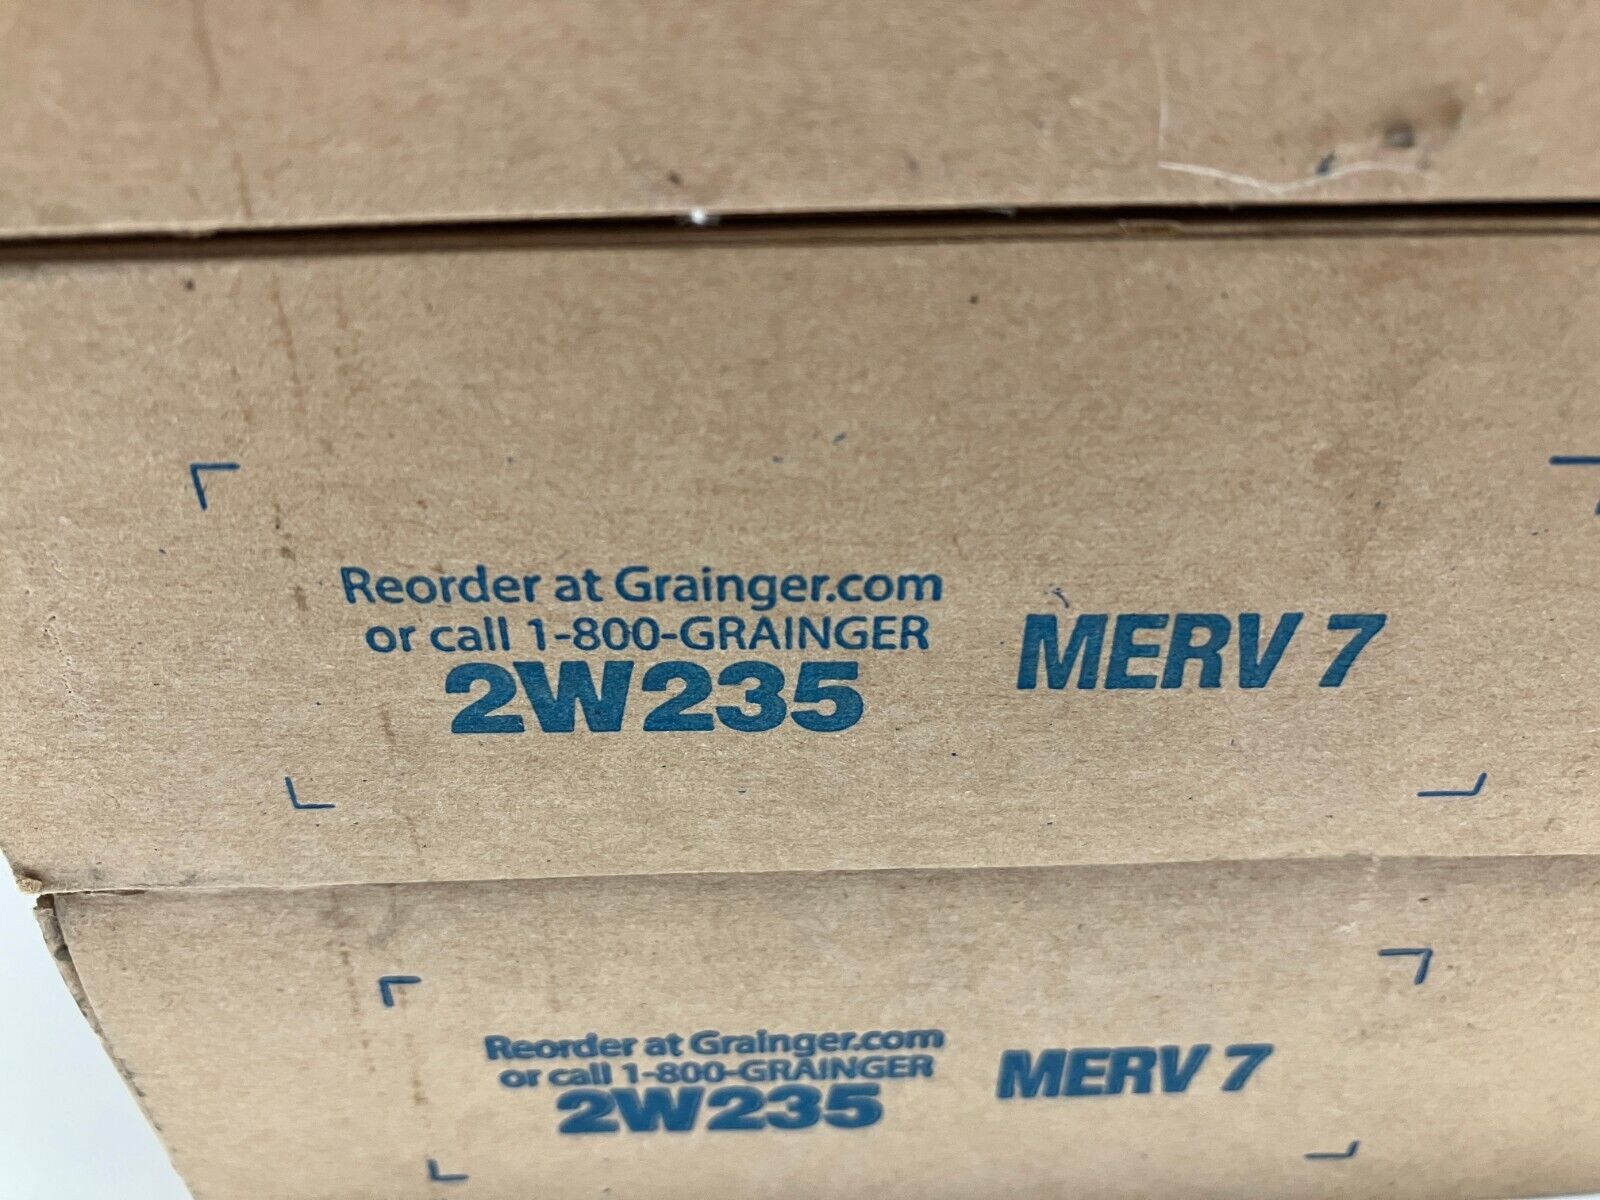 Reorder at Grainger.com
or call 1-800-GRAINGER
2W235
MERV 7
Reorder at Grainger.com
or call 1-800-GRAINGER
2W235
MERV 7